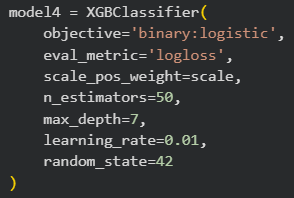 model4 = XGBClassifier(
    objective='binary:logistic',
    eval_metric='logloss',
    scale_pos_weight=scale,
    n_estimators=50,
    max_depth=7,
    learning_rate=0.01,
    random_state=42
)